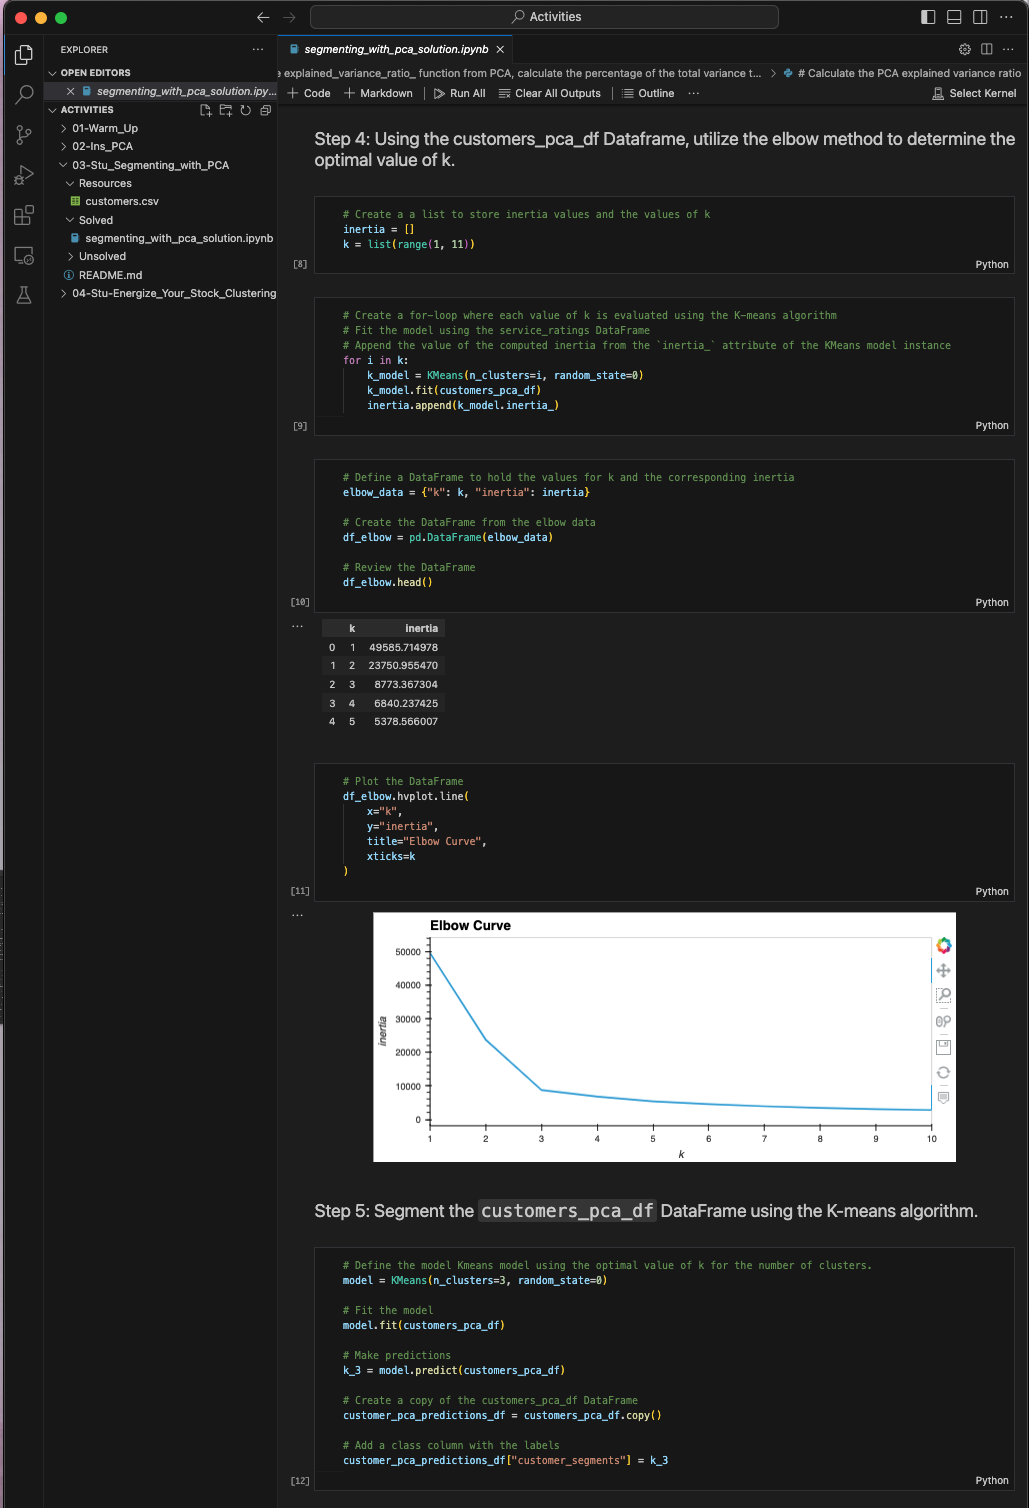 Activities
EXPLORER
segmenting_with_pca_solution.ipynb
OPEN EDITORS
e explained_variance_ratio_ function from PCA, calculate the percentage of the total variance t... > # Calculate the PCA explained variance ratio
segmenting_with_pca_solution.ipy...
+ Code + Markdown Run All Clear All Outputs Outline ... Select Kernel
ACTIVITIES
01-Warm_Up
02-Ins_PCA
03-Stu_Segmenting_with_PCA
Resources
customers.csv
Solved
segmenting_with_pca_solution.ipynb
Unsolved
README.md
04-Stu-Energize_Your_Stock_Clustering
Step 4: Using the customers_pca_df Dataframe, utilize the elbow method to determine the
optimal value of k.
# Create a a list to store inertia values and the values of k
inertia = []
k = list(range(1, 11))
[8]
Python
# Create a for-loop where each value of k is evaluated using the K-means algorithm
# Fit the model using the service_ratings DataFrame
# Append the value of the computed inertia from the `inertia_` attribute of the KMeans model instance
for i in k:
    k_model = KMeans(n_clusters=i, random_state=0)
    k_model.fit(customers_pca_df)
    inertia.append(k_model.inertia_)
[9]
Python
# Define a DataFrame to hold the values for k and the corresponding inertia
elbow_data = {"k": k, "inertia": inertia}
# Create the DataFrame from the elbow data
df_elbow = pd.DataFrame(elbow_data)
# Review the DataFrame
df_elbow.head()
[10]
Python
k inertia
0 1 49585.714978
1 2 23750.955470
2 3 8773.367304
3 4 6840.237425
4 5 5378.566007
# Plot the DataFrame
df_elbow.hvplot.line(
    x="k",
    y="inertia",
    title="Elbow Curve",
    xticks=k
)
[11]
Python
Elbow Curve
50000
40000
30000
20000
10000
0
inertia
1 2 3 4 5 6 7 8 9 10
k
Step 5: Segment the customers_pca_df DataFrame using the K-means algorithm.
# Define the model Kmeans model using the optimal value of k for the number of clusters.
model = KMeans(n_clusters=3, random_state=0)
# Fit the model
model.fit(customers_pca_df)
# Make predictions
k_3 = model.predict(customers_pca_df)
# Create a copy of the customers_pca_df DataFrame
customer_pca_predictions_df = customers_pca_df.copy()
# Add a class column with the labels
customer_pca_predictions_df["customer_segments"] = k_3
[12]
Python